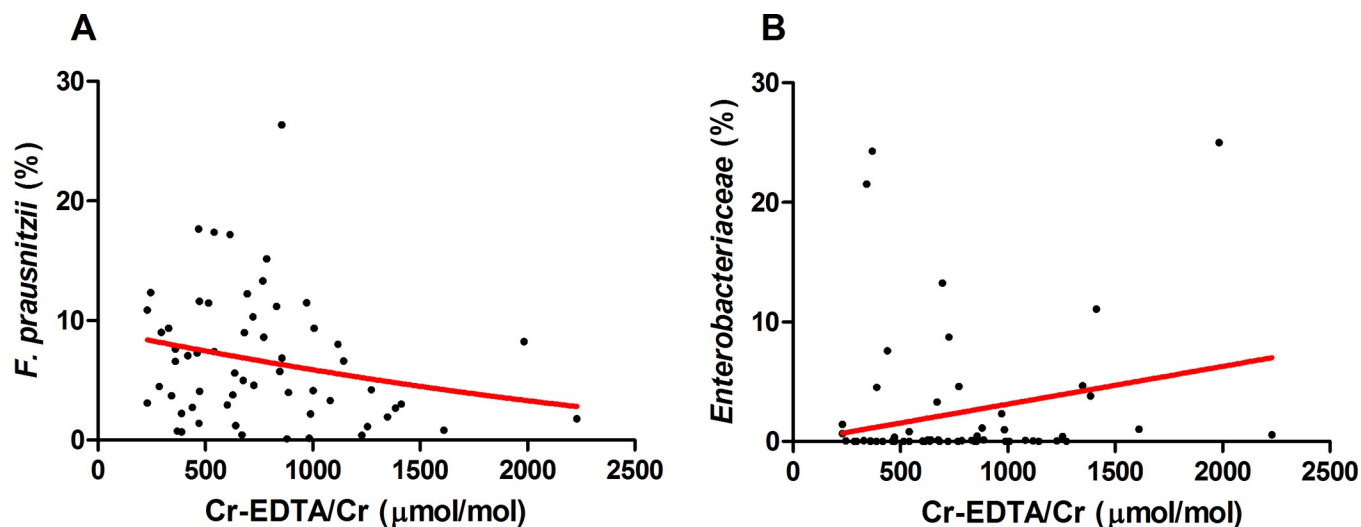 A
30
20
10
0
F. prausnitzii (%)
0 500 1000 1500 2000 2500
Cr-EDTA/Cr (μmol/mol)
B
30
20
10
0
Enterobacteriaceae (%)
0 500 1000 1500 2000 2500
Cr-EDTA/Cr (μmol/mol)